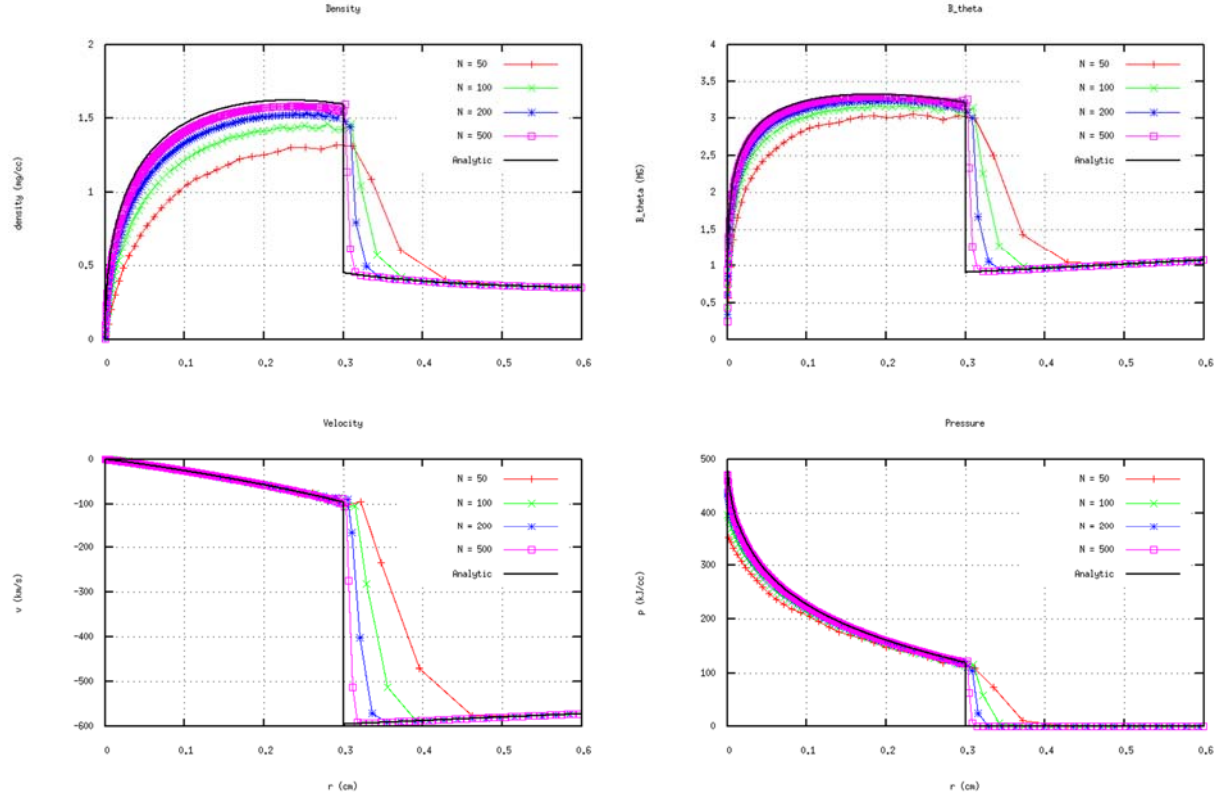 Density
2
1.5
1
0.5
0
density (mg/cc)
N = 50
N = 100
N = 200
N = 500
Analytic
0 0.1 0.2 0.3 0.4 0.5 0.6
B_theta
4
3.5
3
2.5
2
1.5
1
0.5
0
B_theta (MG)
N = 50
N = 100
N = 200
N = 500
Analytic
0 0.1 0.2 0.3 0.4 0.5 0.6
Velocity
0
-100
-200
-300
-400
-500
-600
v (km/s)
N = 50
N = 100
N = 200
N = 500
Analytic
0 0.1 0.2 0.3 0.4 0.5 0.6
r (cm)
Pressure
500
400
300
200
100
0
p (kJ/cc)
N = 50
N = 100
N = 200
N = 500
Analytic
0 0.1 0.2 0.3 0.4 0.5 0.6
r (cm)